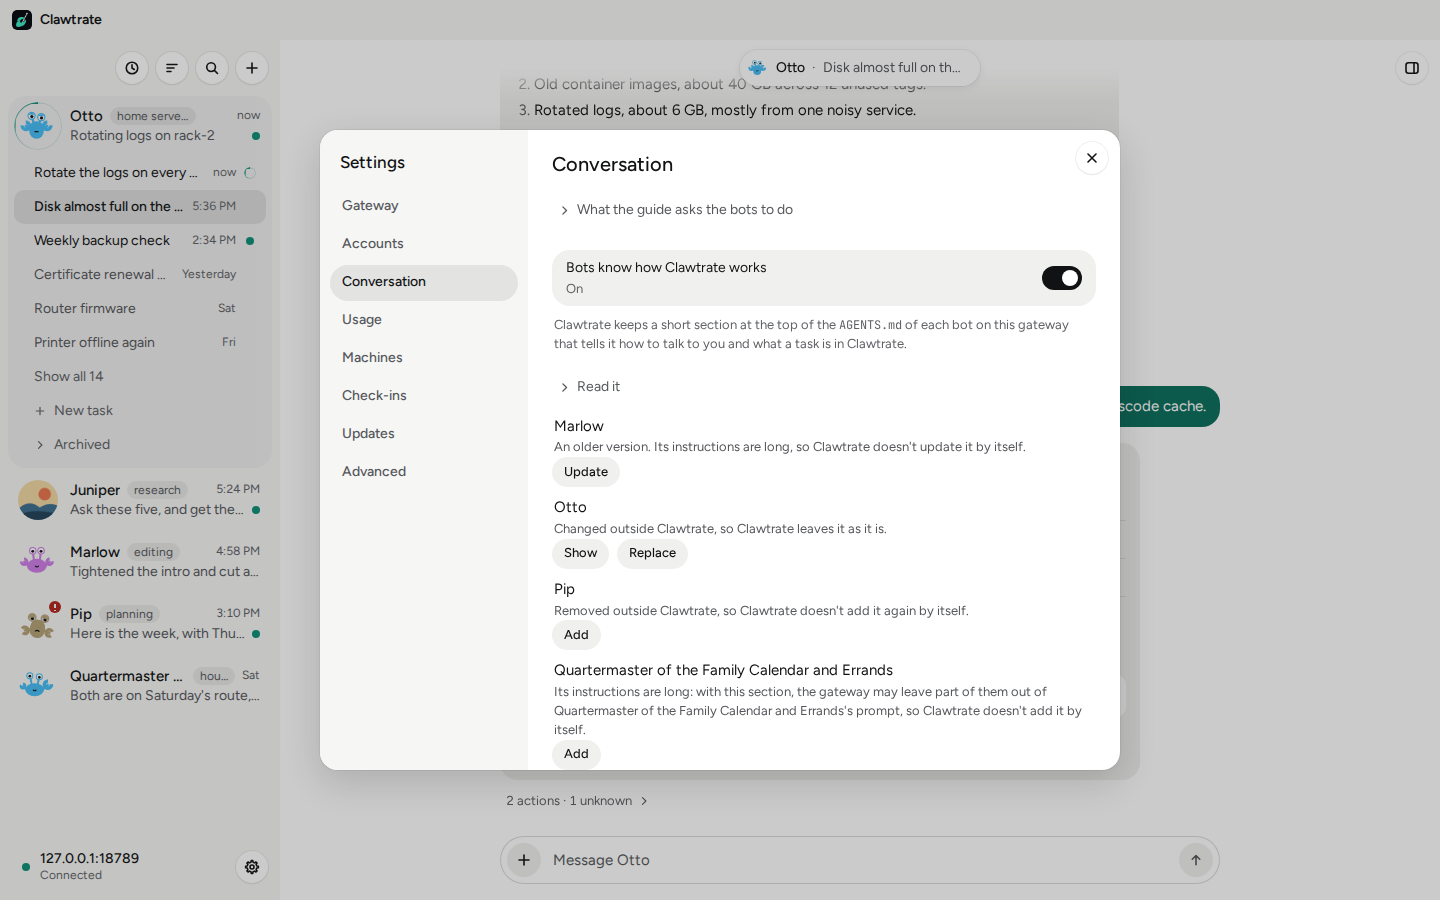 Clawtrate
Otto
home serve...
now
Rotating logs on rack-2
Rotate the logs on every ...
now
Disk almost full on the ...
5:36 PM
Weekly backup check
2:34 PM
Certificate renewal ...
Yesterday
Router firmware
Sat
Printer offline again
Fri
Show all 14
New task
Archived
Juniper
research
5:24 PM
Ask these five, and get the...
Marlow
editing
4:58 PM
Tightened the intro and cut a...
Pip
planning
3:10 PM
Here is the week, with Thu...
Quartermaster ...
hou...
Sat
Both are on Saturday's route,...
127.0.0.1:18789
Connected
Otto · Disk almost full on th...
2. Old container images, about 40 GB across 12 unused tags.
3. Rotated logs, about 6 GB, mostly from one noisy service.
Settings
Gateway
Accounts
Conversation
Usage
Machines
Check-ins
Updates
Advanced
Conversation
What the guide asks the bots to do
Bots know how Clawtrate works
On
Clawtrate keeps a short section at the top of the AGENTS.md of each bot on this gateway
that tells it how to talk to you and what a task is in Clawtrate.
Read it
Marlow
An older version. Its instructions are long, so Clawtrate doesn't update it by itself.
Update
Otto
Changed outside Clawtrate, so Clawtrate leaves it as it is.
Show
Replace
Pip
Removed outside Clawtrate, so Clawtrate doesn't add it again by itself.
Add
Quartermaster of the Family Calendar and Errands
Its instructions are long: with this section, the gateway may leave part of them out of
Quartermaster of the Family Calendar and Errands's prompt, so Clawtrate doesn't add it by
itself.
Add
scode cache.
2 actions · 1 unknown
Message Otto